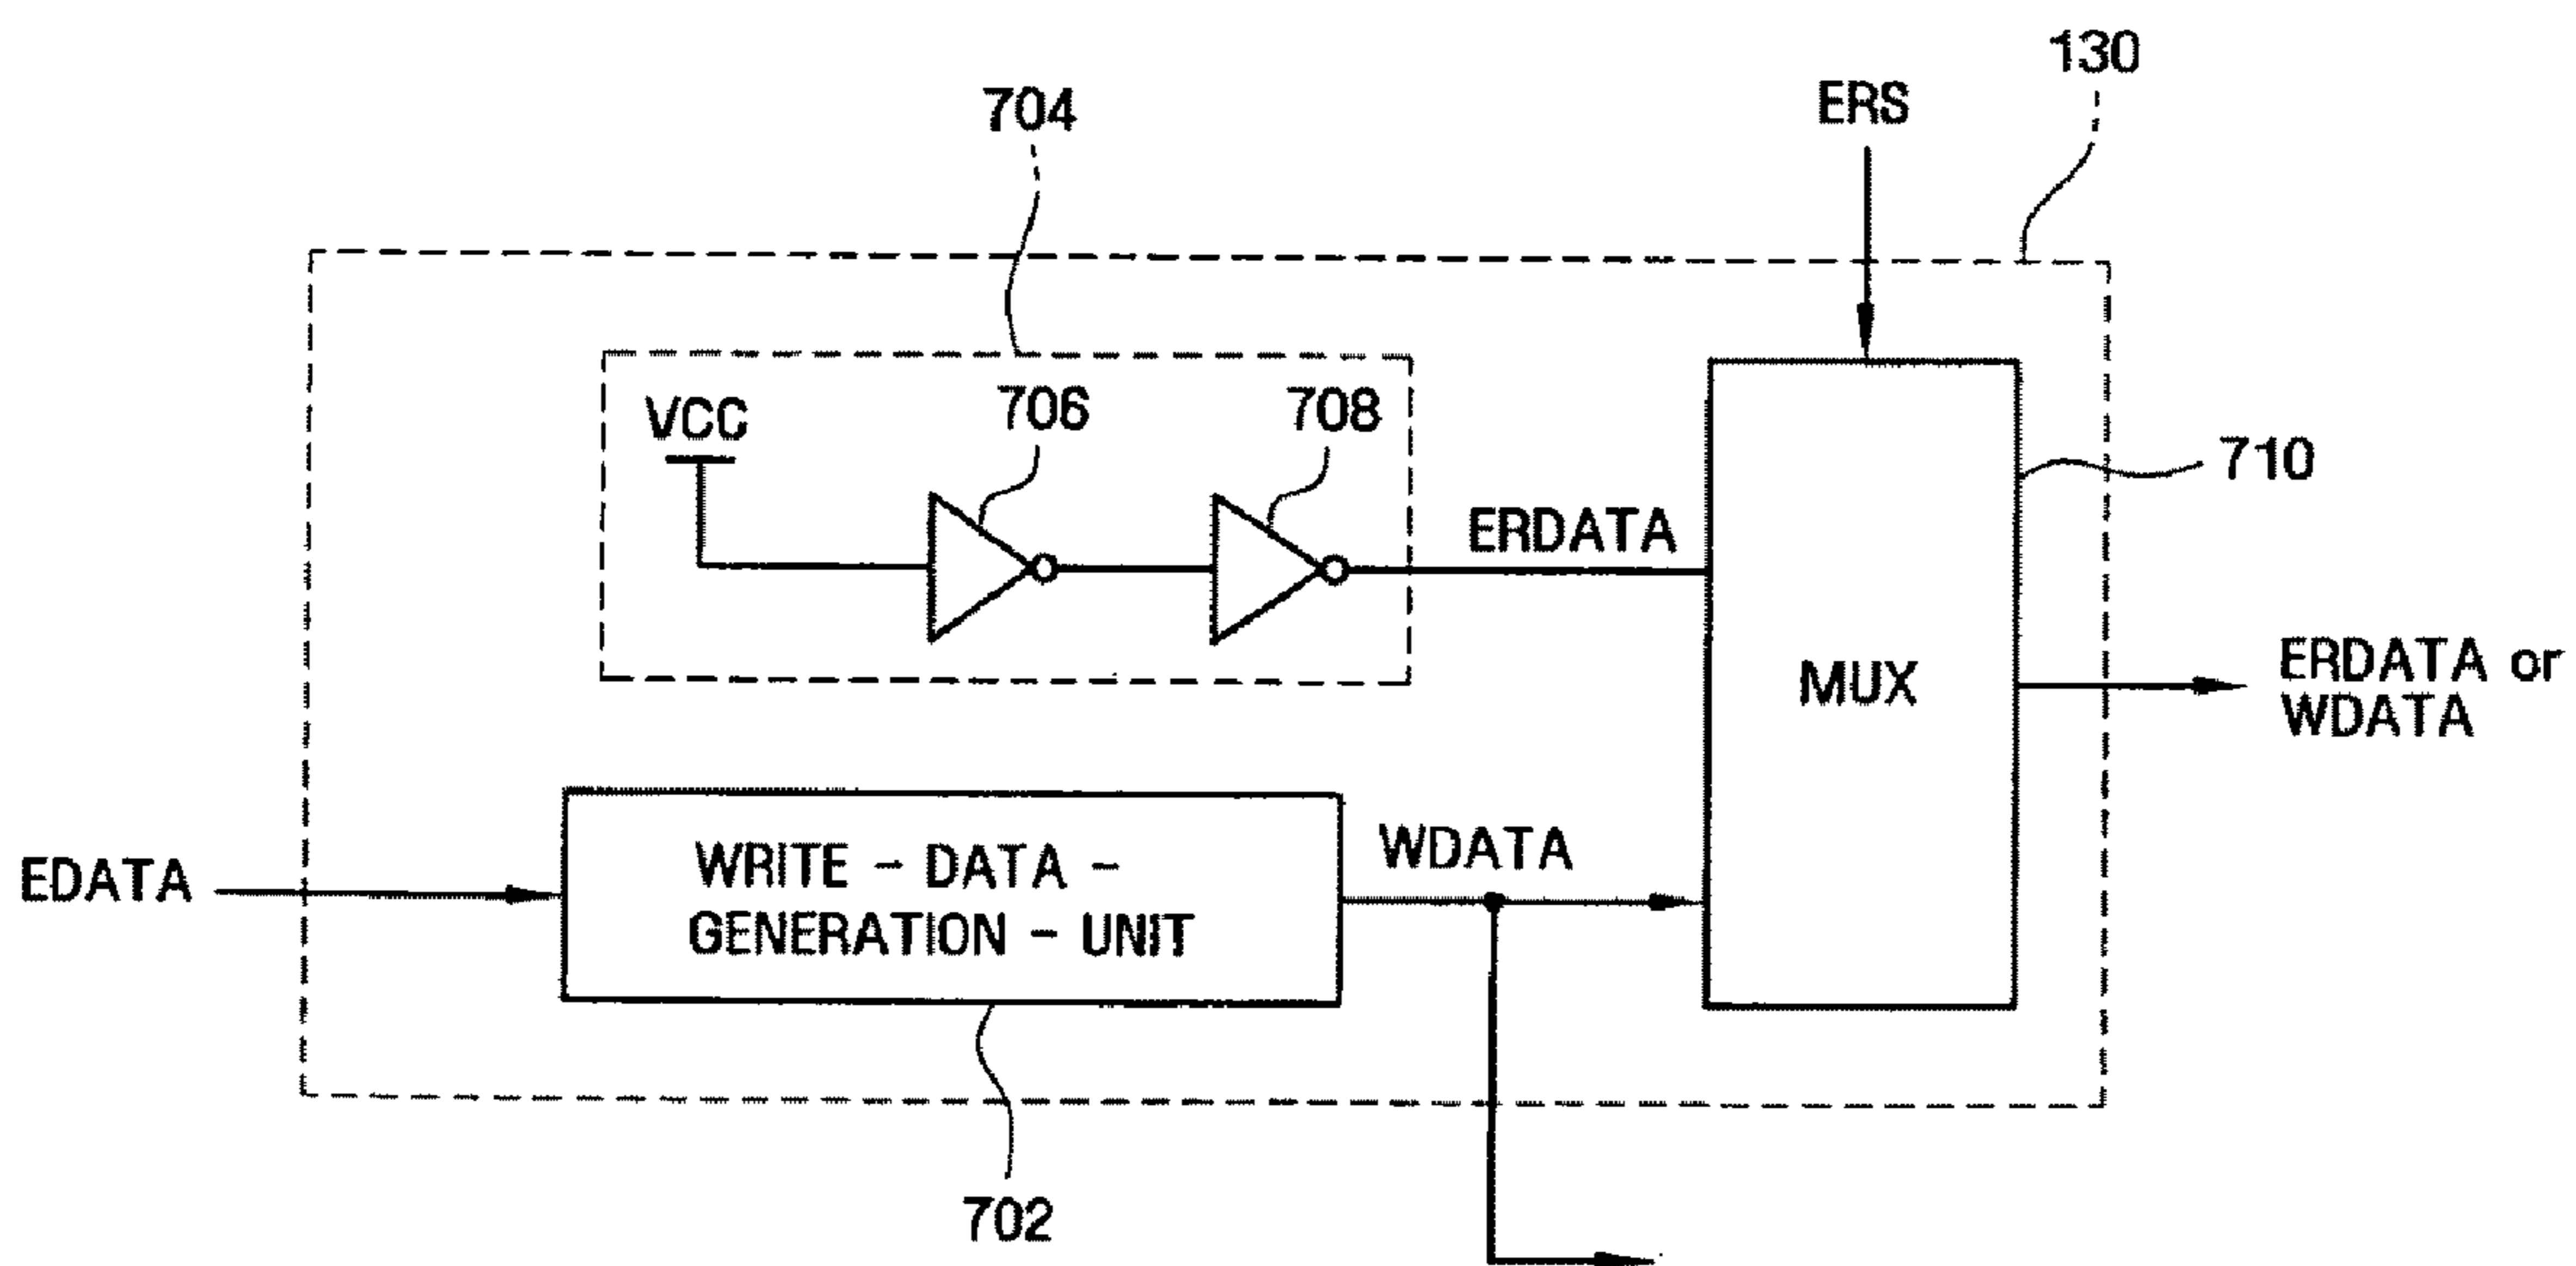 130
704
ERS
VCC
706
708
710
ERDATA
MUX
ERDATA or
WDATA
WDATA
EDATA
WRITE - DATA -
GENERATION - UNIT
702